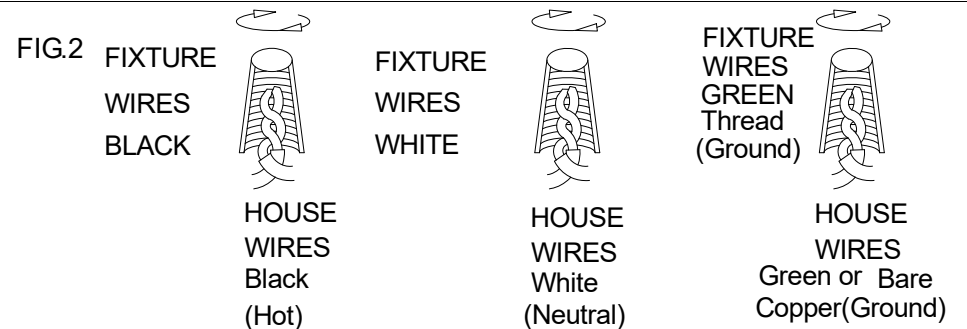 FIG.2
FIXTURE
WIRES
BLACK
HOUSE
WIRES
Black
(Hot)
FIXTURE
WIRES
WHITE
HOUSE
WIRES
White
(Neutral)
FIXTURE
WIRES
GREEN
Thread
(Ground)
HOUSE
WIRES
Green or Bare
Copper(Ground)